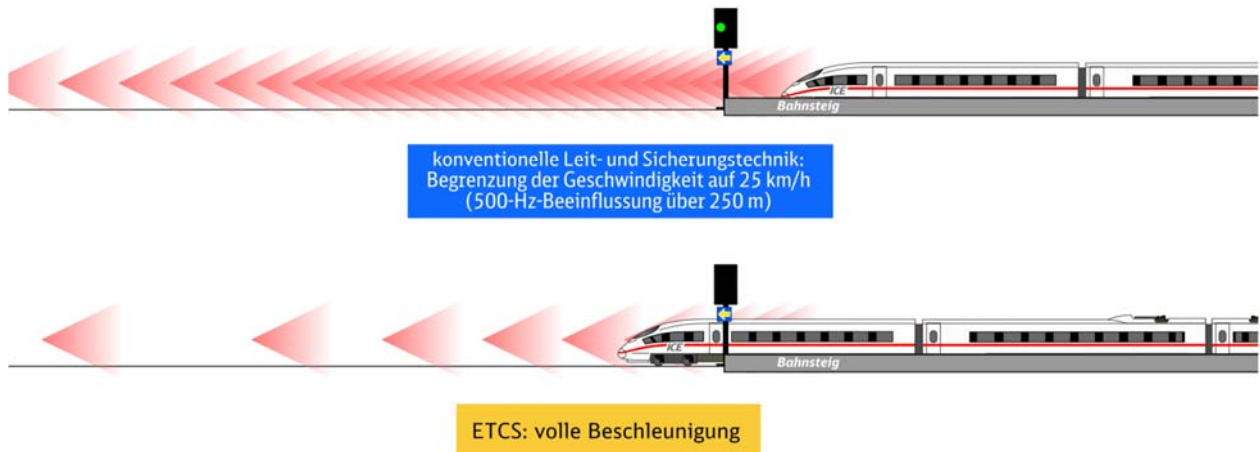 ICE
Bahnsteig
konventionelle Leit- und Sicherungstechnik:
Begrenzung der Geschwindigkeit auf 25 km/h
(500-Hz-Beeinflussung über 250 m)
ICE
Bahnsteig
ETCS: volle Beschleunigung